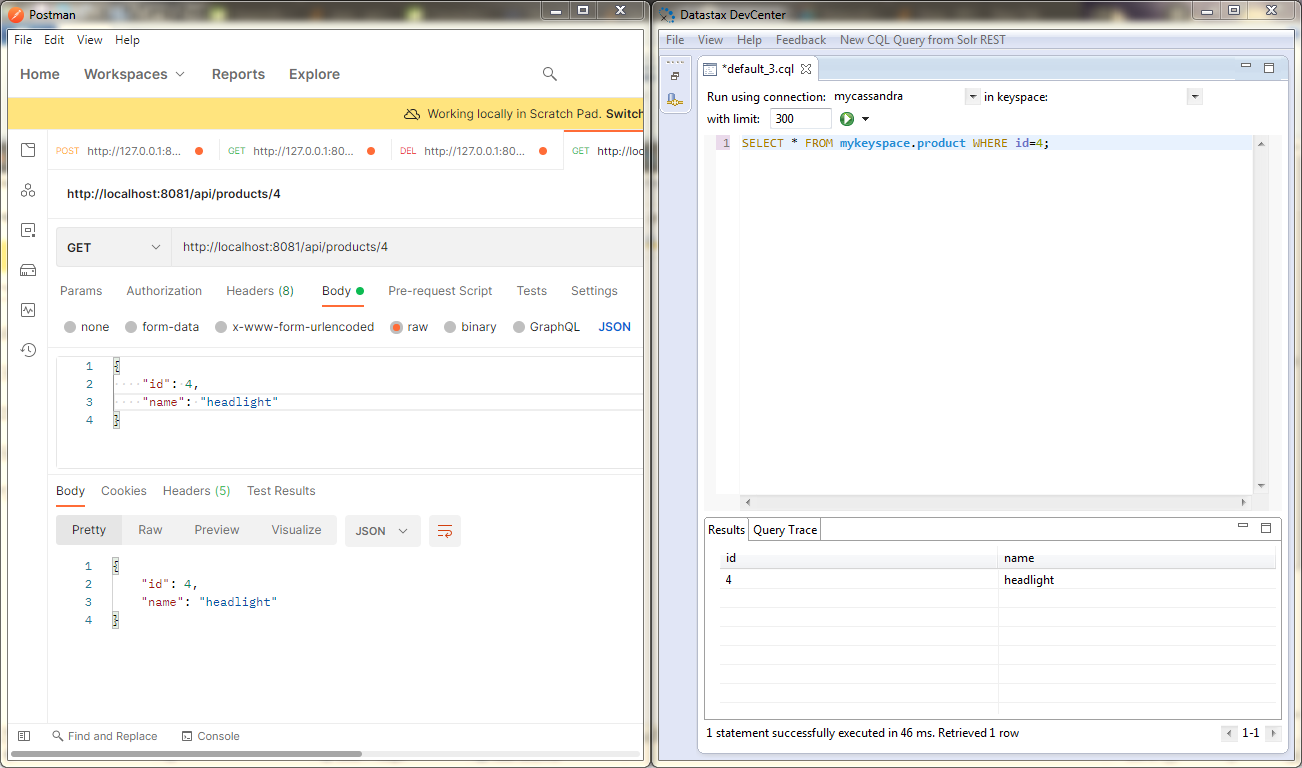 Postman
File Edit View Help
Home Workspaces Reports Explore
Working locally in Scratch Pad. Switch
POST http://127.0.0.1:8... GET http://127.0.0.1:80... DEL http://127.0.0.1:80... GET http://loc
http://localhost:8081/api/products/4
GET http://localhost:8081/api/products/4
Params Authorization Headers (8) Body Pre-request Script Tests Settings
none form-data x-www-form-urlencoded raw binary GraphQL JSON
1 {
2 "id": 4,
3 "name": "headlight"
4 }
Body Cookies Headers (5) Test Results
Pretty Raw Preview Visualize JSON
1 {
2 "id": 4,
3 "name": "headlight"
4 }
Find and Replace Console
Datastax DevCenter
File View Help Feedback New CQL Query from Solr REST
*default_3.cql
Run using connection: mycassandra in keyspace:
with limit: 300
1 SELECT * FROM mykeyspace.product WHERE id=4;
Results Query Trace
id name
4 headlight
1 statement successfully executed in 46 ms. Retrieved 1 row 1-1